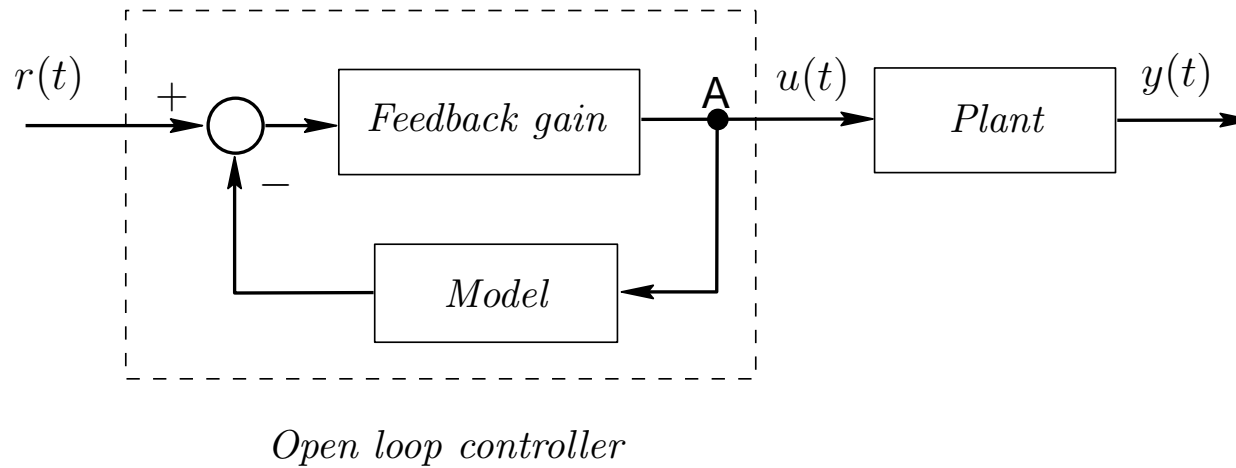 r(t)
+
−
Feedback gain
A
u(t)
Plant
y(t)
Model
Open loop controller